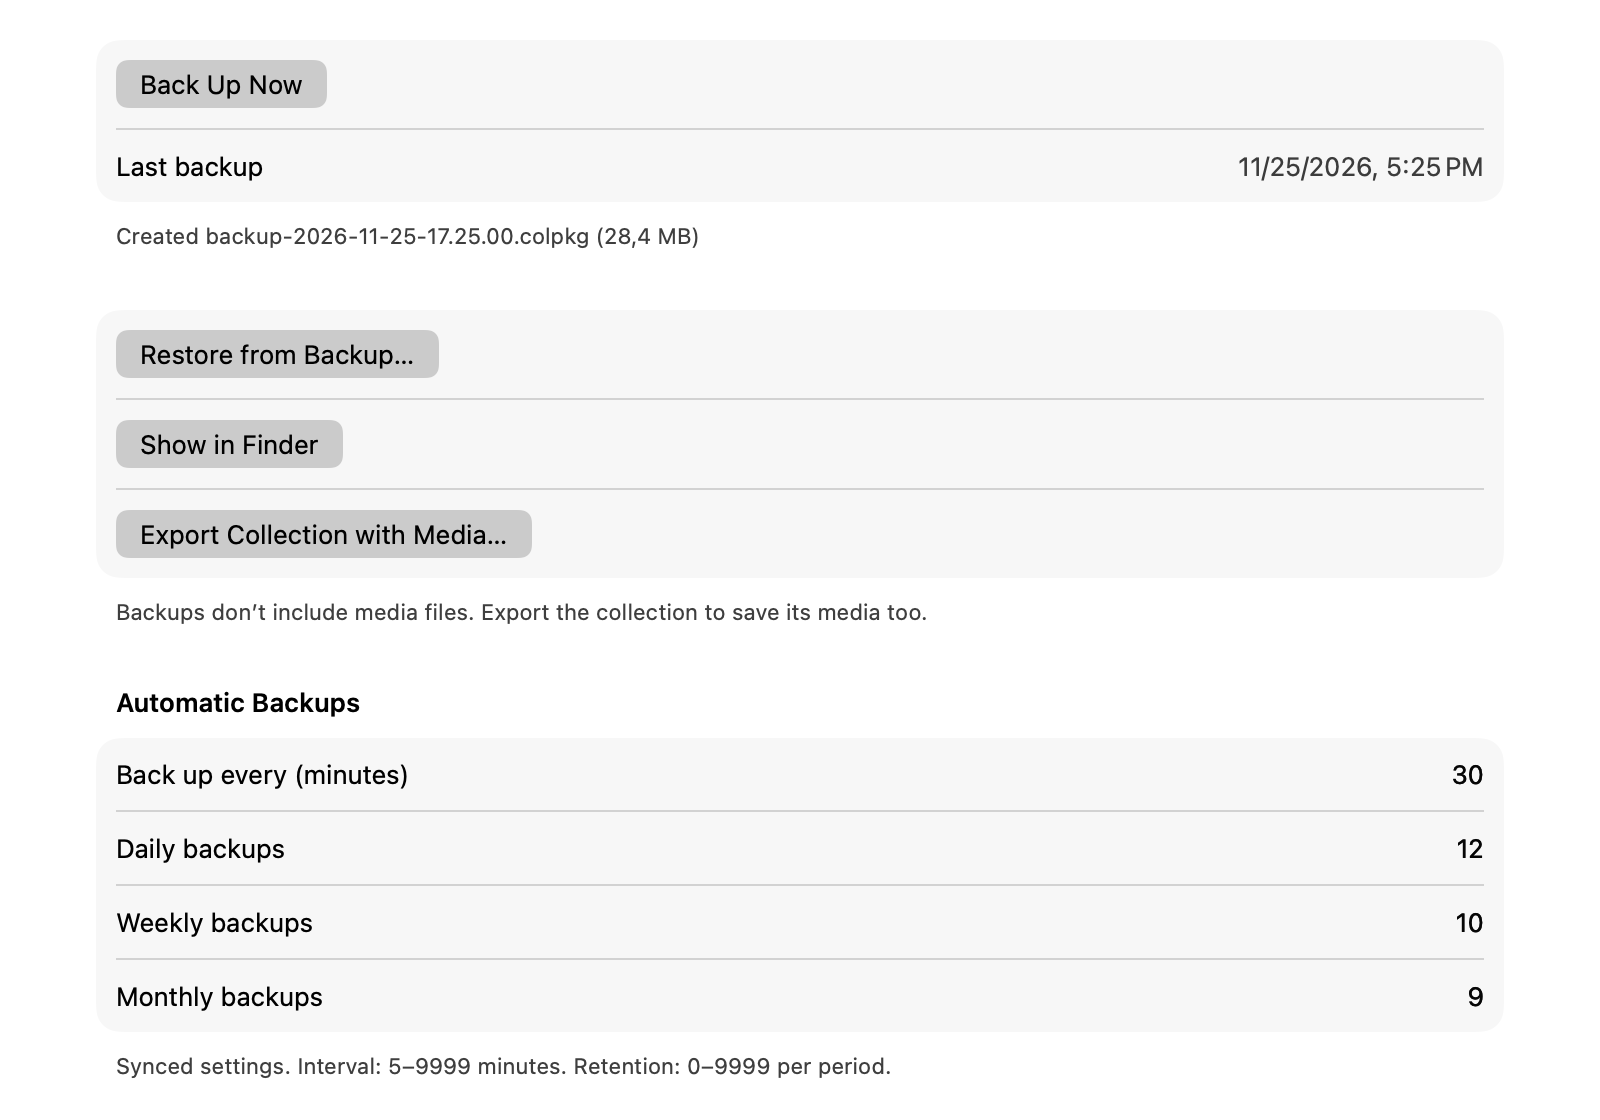 Back Up Now
Last backup 11/25/2026, 5:25 PM
Created backup-2026-11-25-17.25.00.colpkg (28,4 MB)
Restore from Backup...
Show in Finder
Export Collection with Media...
Backups don’t include media files. Export the collection to save its media too.
Automatic Backups
Back up every (minutes) 30
Daily backups 12
Weekly backups 10
Monthly backups 9
Synced settings. Interval: 5–9999 minutes. Retention: 0–9999 per period.